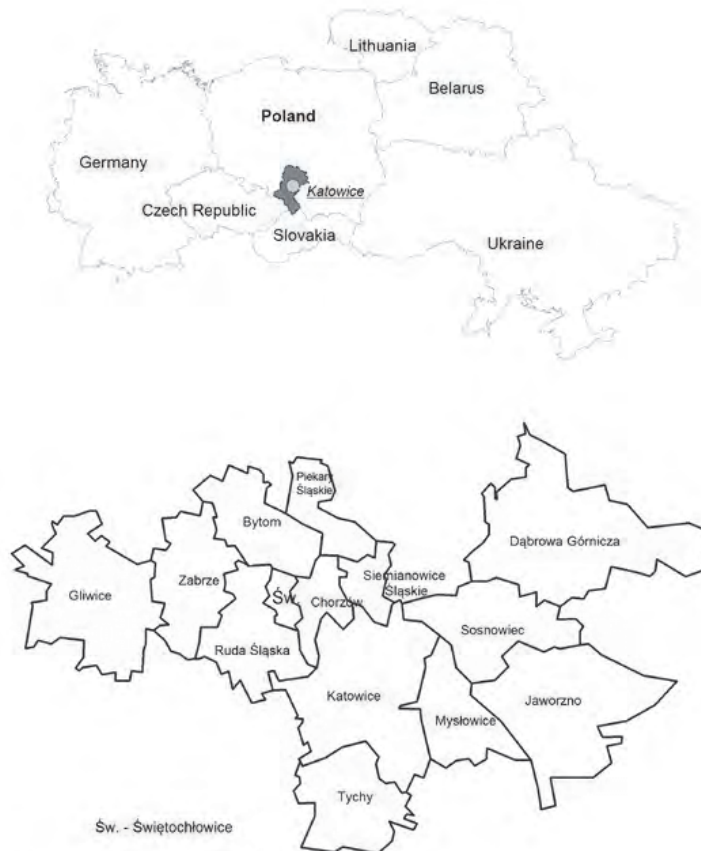 Lithuania
Belarus
Poland
Germany
Katowice
Czech Republic
Slovakia
Ukraine
Piekary
Śląskie
Bytom
Dąbrowa Górnicza
Gliwice
Zabrze
Siemianowice
Śląskie
Św.
Chorzów
Sosnowiec
Ruda Śląska
Katowice
Mysłowice
Jaworzno
Tychy
Św. - Świętochłowice